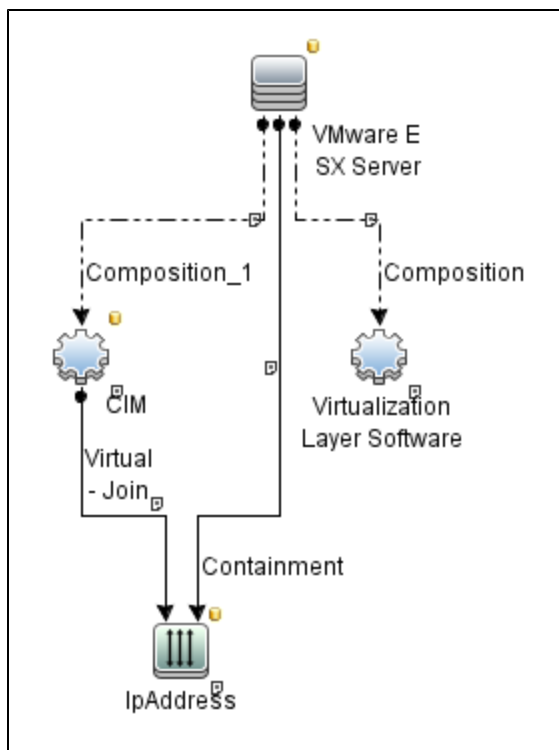 VMware E
SX Server
Composition_1
Composition
CIM
Virtualization
Layer Software
Virtual
- Join
Containment
IpAddress